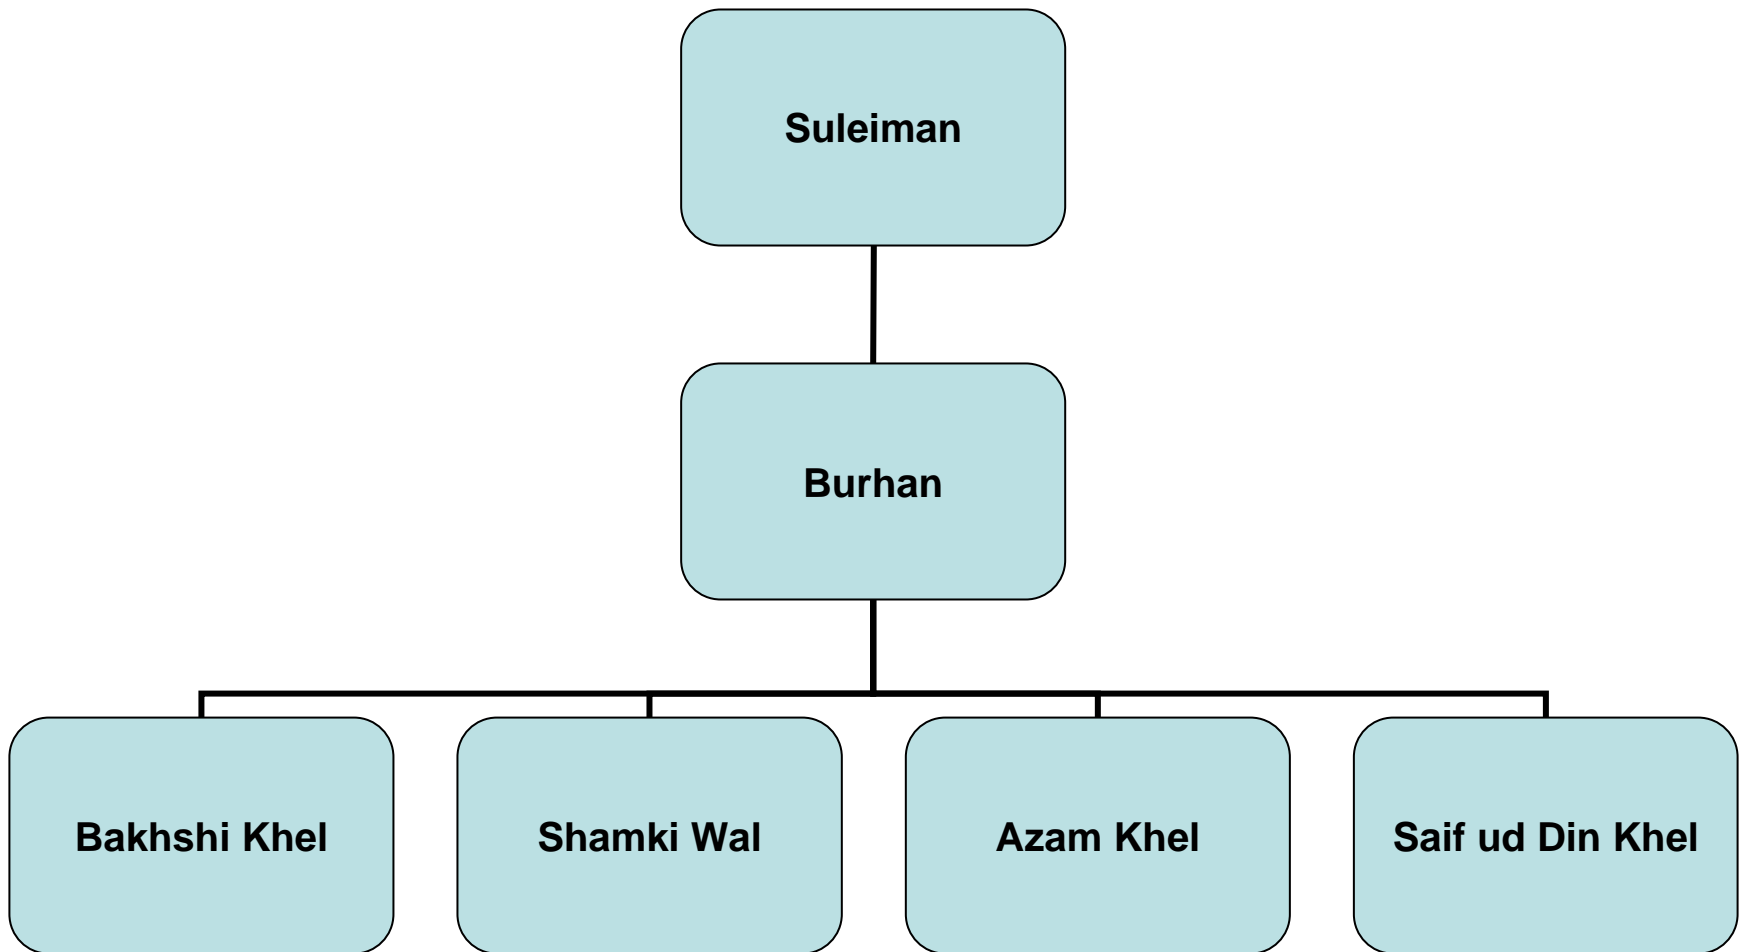 Suleiman
Burhan
Bakhshi Khel
Shamki Wal
Azam Khel
Saif ud Din Khel